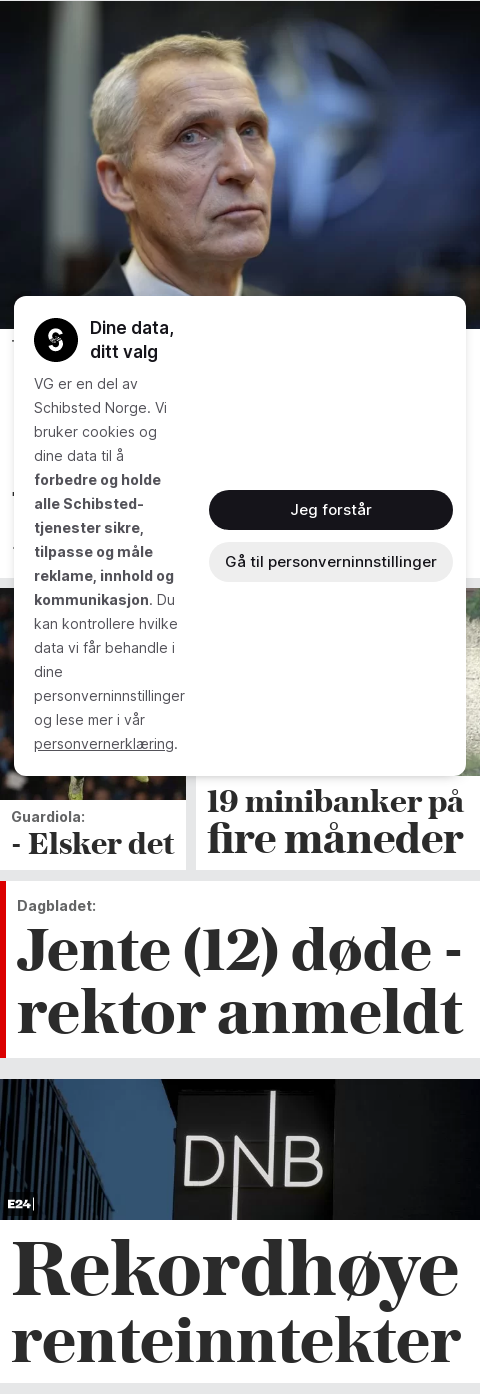 Dine data,
ditt valg
VG er en del av
Schibsted Norge. Vi
bruker cookies og
dine data til å
forbedre og holde
alle Schibsted-
tjenester sikre,
tilpasse og måle
reklame, innhold og
kommunikasjon. Du
kan kontrollere hvilke
data vi får behandle i
dine
personverninnstillinger
og lese mer i vår
personvernerklæring.
Jeg forstår
Gå til personverninnstillinger
Guardiola:
- Elsker det
19 minibanker på
fire måneder
Dagbladet:
Jente (12) døde -
rektor anmeldt
DNB
E24
Rekordhøye
renteinntekter